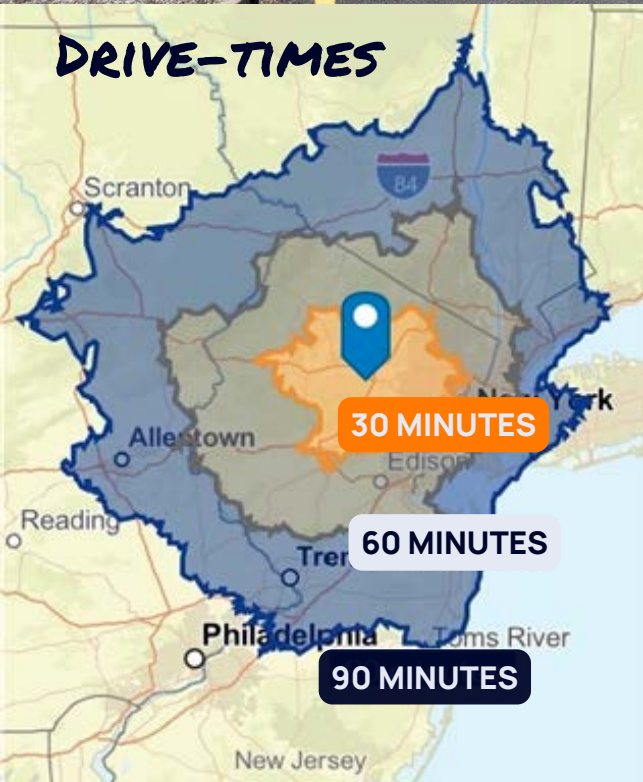 DRIVE-TIMES
84
Scranton
New York
30 MINUTES
Allentown
Edison
Reading
60 MINUTES
Philadelphia
Toms River
90 MINUTES
New Jersey